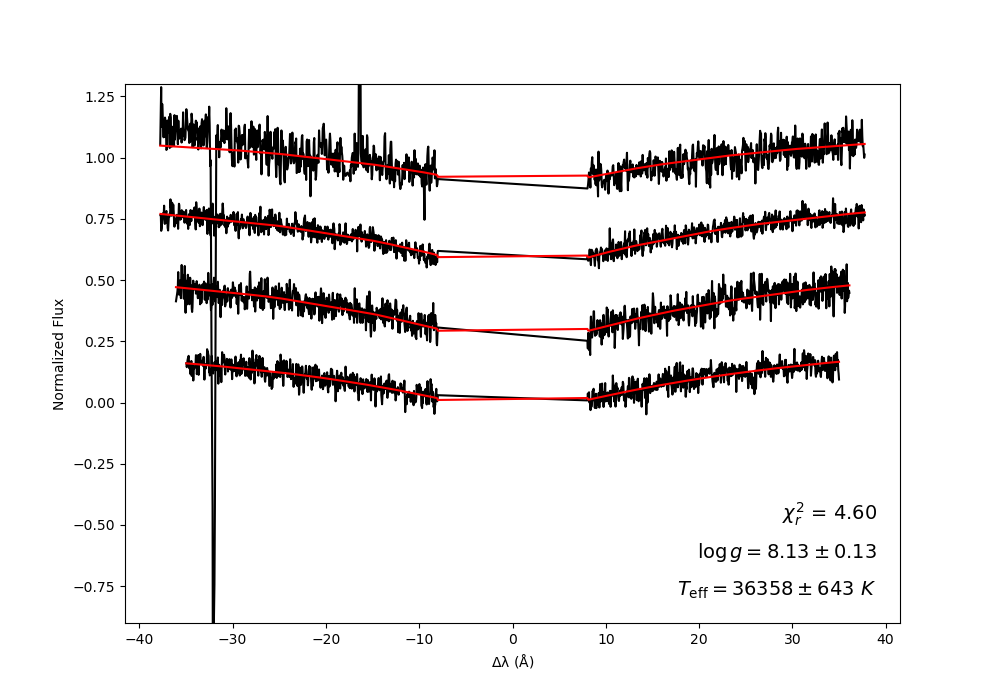 1.25
1.00
0.75
0.50
0.25
0.00
−0.25
−0.50
−0.75
Normalized Flux
χ²ᵣ = 4.60
log g = 8.13 ± 0.13
T_eff = 36358 ± 643 K
−40 −30 −20 −10 0 10 20 30 40
Δλ (Å)